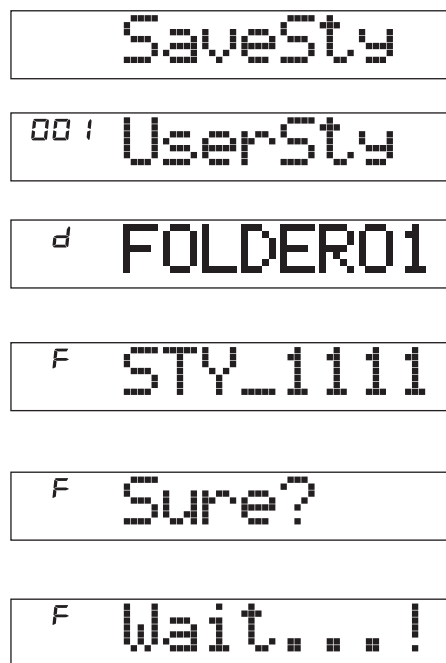 SaveSty
001 UserSty
d FOLDER01
F STY_1111
F Sure?
F Wait...!